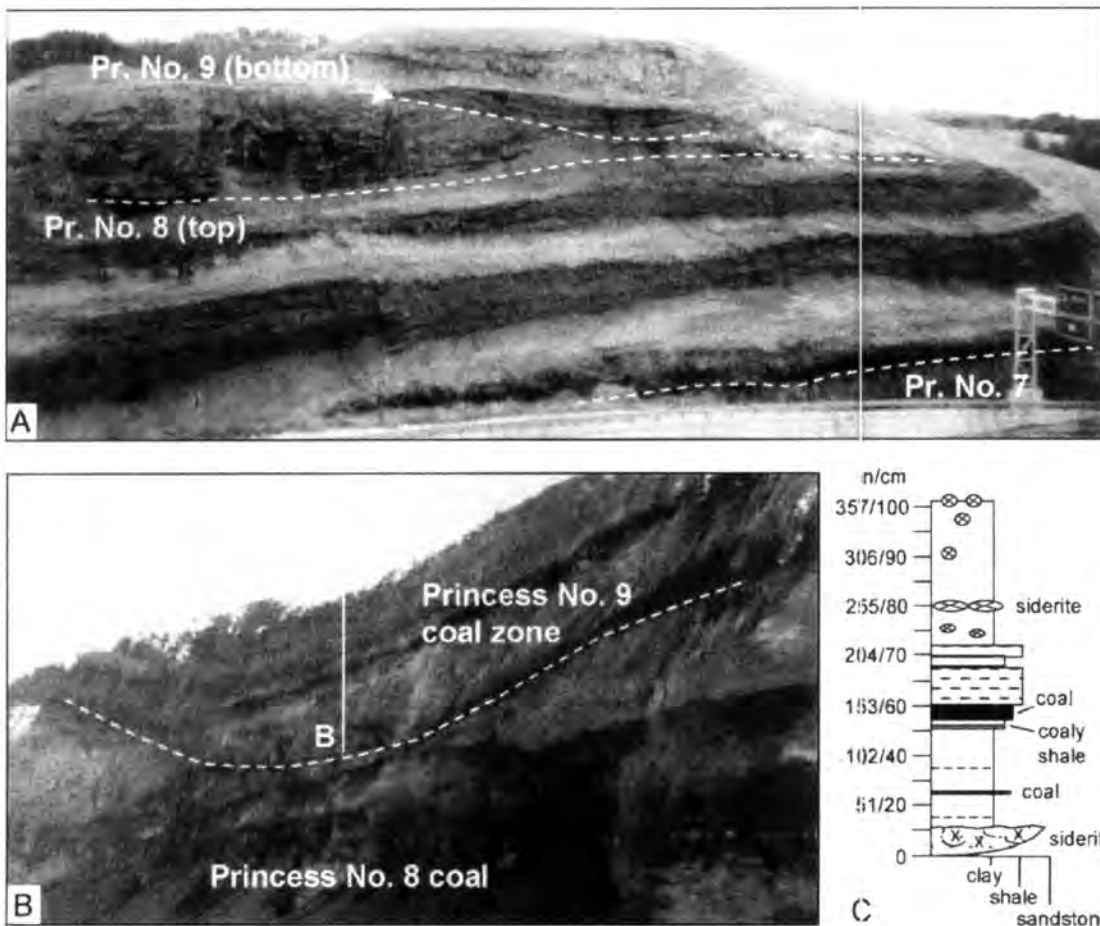 Pr. No. 9 (bottom)
Pr. No. 8 (top)
Pr. No. 7
A
Princess No. 9
coal zone
B
Princess No. 8 coal
B
n/cm
357/100
306/90
255/80
204/70
153/60
102/40
51/20
0
siderite
coal
coaly
shale
coal
siderit
clay
shale
sandston
C